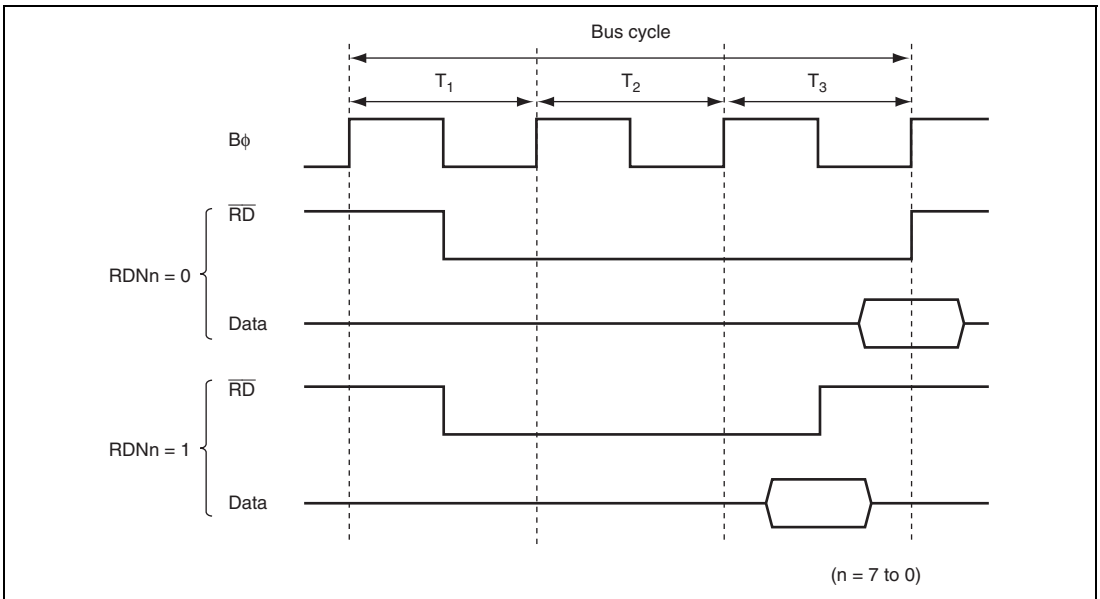 Bus cycle
T1 T2 T3
Bϕ
RD
RDNn = 0
Data
RD
RDNn = 1
Data
(n = 7 to 0)